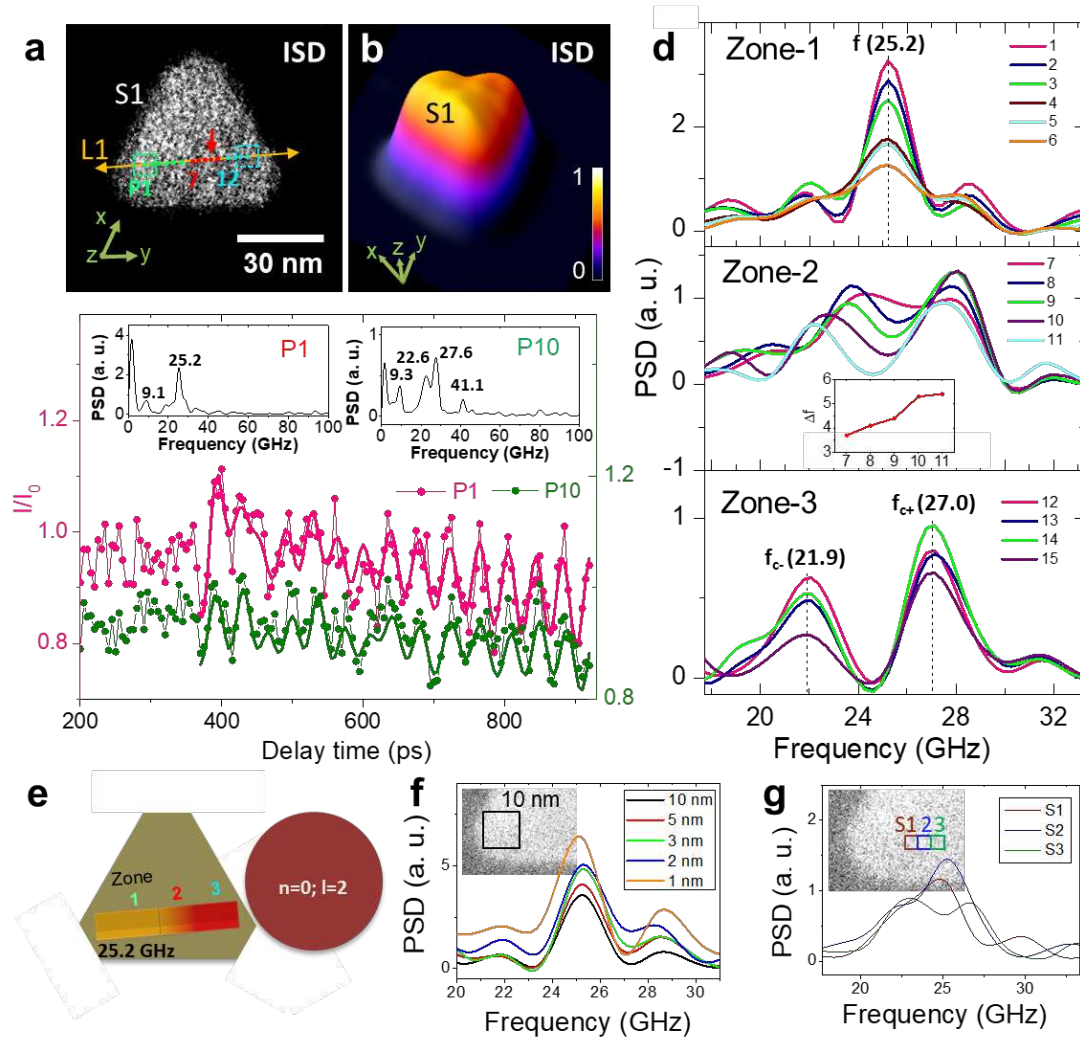 a
ISD
S1
L1
P1
7
12
x
z
y
30 nm
b
ISD
S1
1
0
x
z
y
PSD (a. u.)
4
2
0
9.1
25.2
P1
0 20 40 60 80 100
Frequency (GHz)
PSD (a. u.)
1
0
22.6
9.3
27.6
41.1
P10
0 20 40 60 80 100
Frequency (GHz)
I/I0
1.2
1.0
0.8
P1
P10
1.2
0.8
200 400 600 800
Delay time (ps)
d
Zone-1
f (25.2)
1
2
3
4
5
6
2
0
PSD (a. u.)
Zone-2
7
8
9
10
11
1
0
-1
Δf
6
5
4
3
7 8 9 10 11
Zone-3
fc- (21.9)
fc+ (27.0)
12
13
14
15
1
0
20 24 28 32
Frequency (GHz)
e
Zone
1
2
3
25.2 GHz
n=0; l=2
f
10 nm
10 nm
5 nm
3 nm
2 nm
1 nm
PSD (a. u.)
5
0
20 22 24 26 28 30
Frequency (GHz)
g
S1
2
3
S1
S2
S3
PSD (a. u.)
2
1
0
20 25 30
Frequency (GHz)